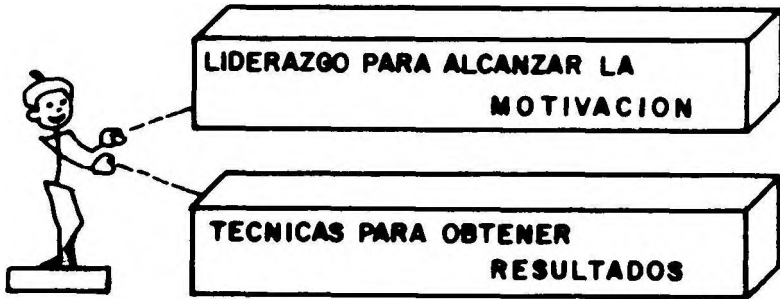 LIDERAZGO PARA ALCANZAR LA
MOTIVACION
TECNICAS PARA OBTENER
RESULTADOS